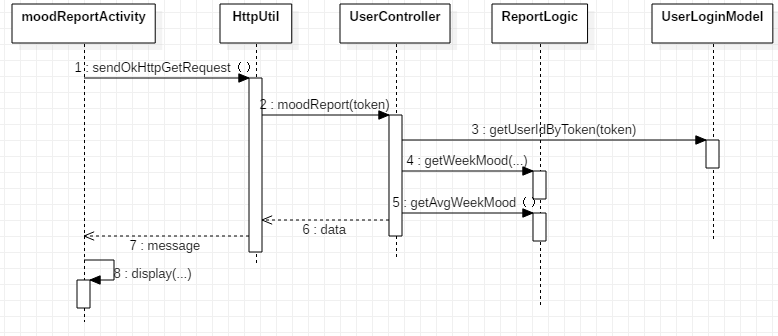 moodReportActivity
HttpUtil
UserController
ReportLogic
UserLoginModel
1 : sendOkHttpGetRequest ( )
2 : moodReport(token)
3 : getUserIdByToken(token)
4 : getWeekMood(...)
5 : getAvgWeekMood ( )
6 : data
7 : message
8 : display(...)